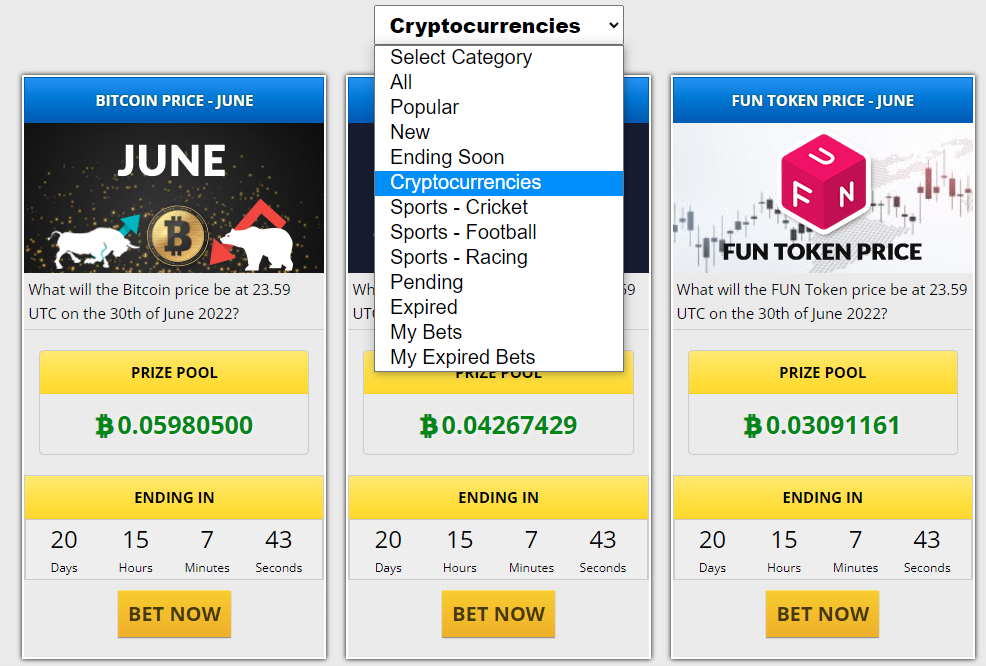 Cryptocurrencies
Select Category
All
Popular
New
Ending Soon
Cryptocurrencies
Sports - Cricket
Sports - Football
Sports - Racing
Pending
Expired
My Bets
My Expired Bets
BITCOIN PRICE - JUNE
JUNE
What will the Bitcoin price be at 23.59
UTC on the 30th of June 2022?
PRIZE POOL
₿0.05980500
ENDING IN
20 15 7 43
Days Hours Minutes Seconds
BET NOW
PRIZE POOL
₿0.04267429
ENDING IN
20 15 7 43
Days Hours Minutes Seconds
BET NOW
FUN TOKEN PRICE - JUNE
FUN
FUN TOKEN PRICE
What will the FUN Token price be at 23.59
UTC on the 30th of June 2022?
PRIZE POOL
₿0.03091161
ENDING IN
20 15 7 43
Days Hours Minutes Seconds
BET NOW